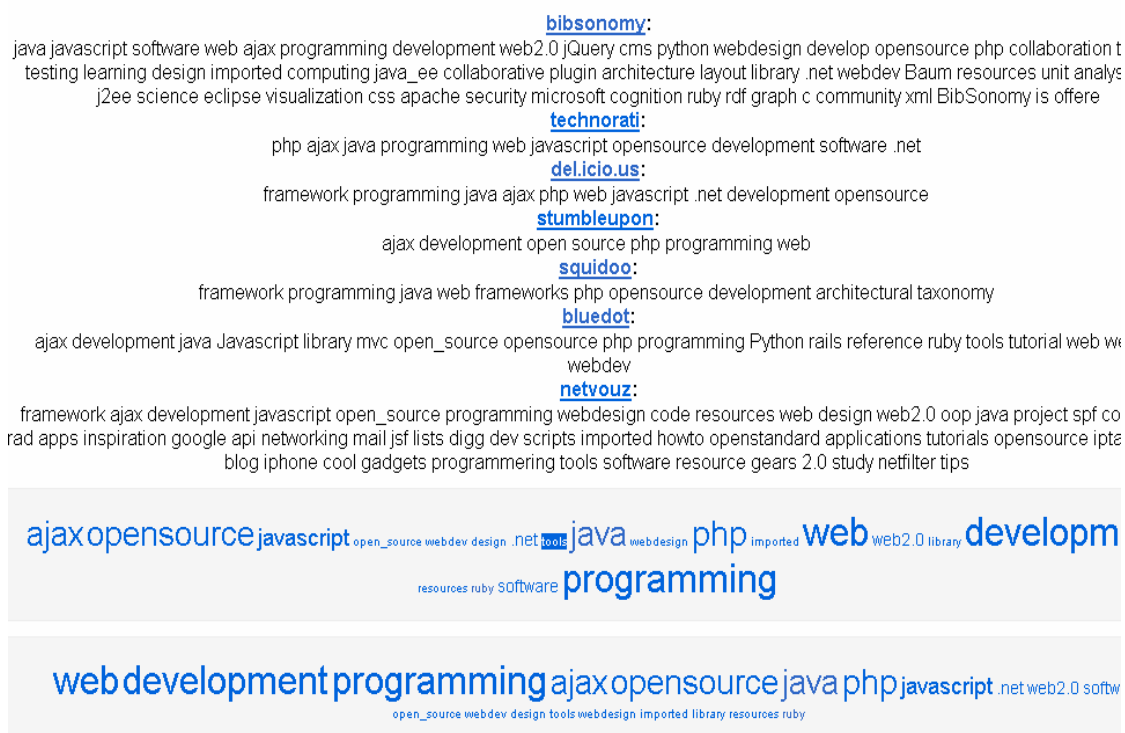 bibsonomy:
java javascript software web ajax programming development web2.0 jQuery cms python webdesign develop opensource php collaboration
testing learning design imported computing java_ee collaborative plugin architecture layout library .net webdev Baum resources unit
j2ee science eclipse visualization css apache security microsoft cognition ruby rdf graph c community xml BibSonomy is offere
technorati:
php ajax java programming web javascript opensource development software .net
del.icio.us:
framework programming java ajax php web javascript .net development opensource
stumbleupon:
ajax development open source php programming web
squidoo:
framework programming java web frameworks php opensource development architectural taxonomy
bluedot:
ajax development java Javascript library mvc open_source opensource php programming Python rails reference ruby tools tutorial web
webdev
netvouz:
framework ajax development javascript open_source programming webdesign code resources web design web2.0 oop java project spf
rad apps inspiration google api networking mail jsf lists digg dev scripts imported howto openstandard applications tutorials opensource
blog iphone cool gadgets programmering tools software resource gears 2.0 study netfilter tips
ajax opensource javascript open_source webdev design .net tools java webdesign php imported web web2.0 library developm
resources ruby software programming
web development programming ajax opensource java php javascript .net web2.0 softw
open_source webdev design tools webdesign imported library resources ruby